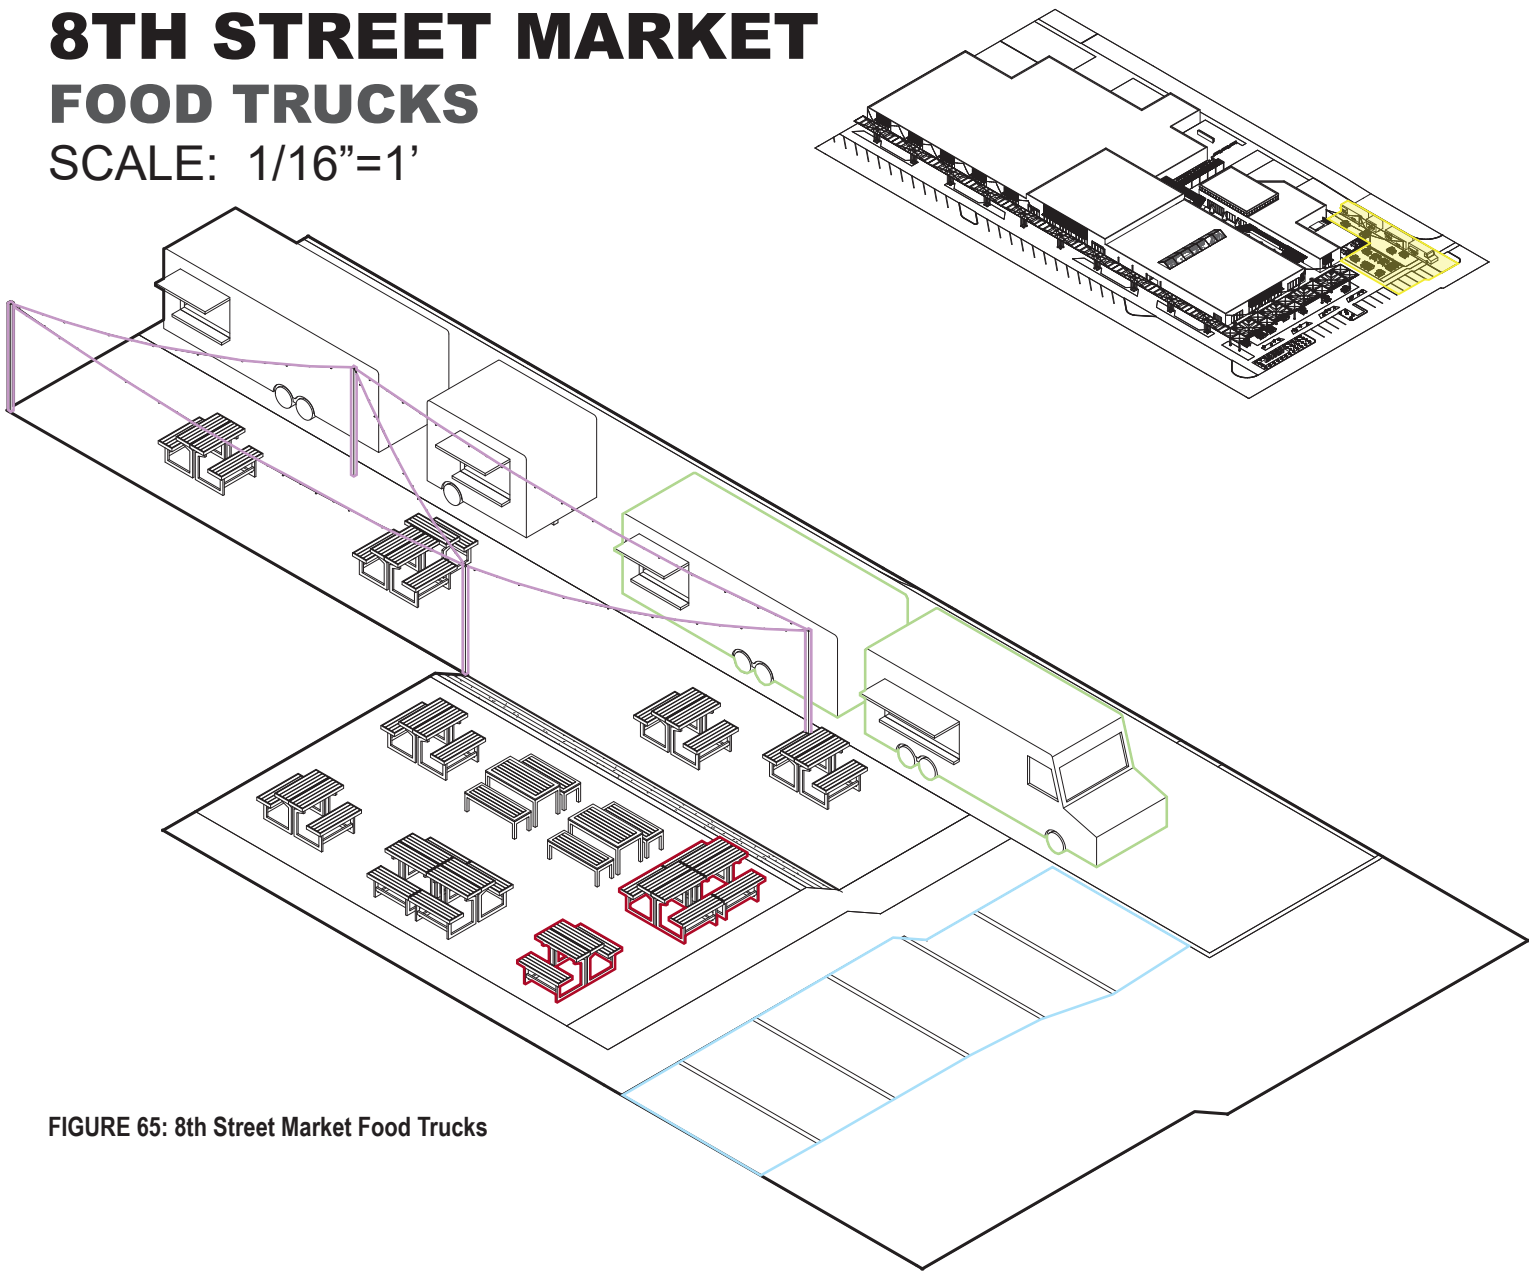 8TH STREET MARKET
FOOD TRUCKS
SCALE: 1/16”=1’
FIGURE 65: 8th Street Market Food Trucks